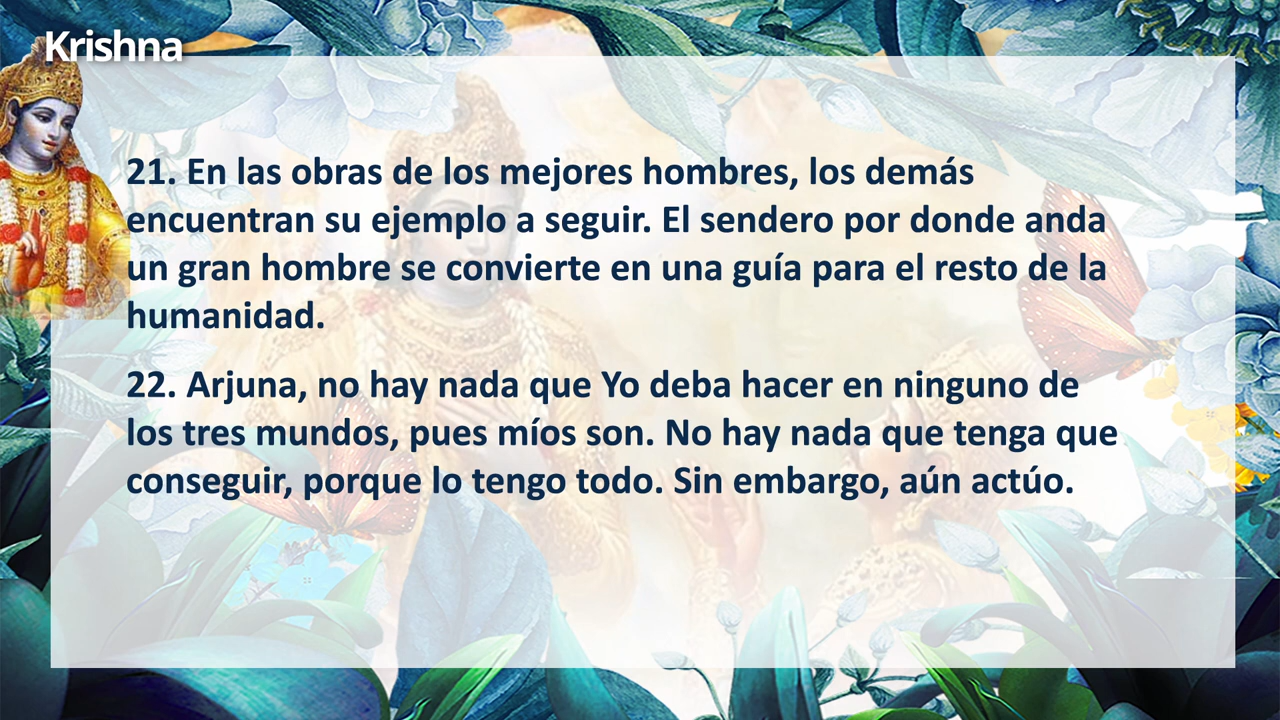 Krishna
21. En las obras de los mejores hombres, los demás
encuentran su ejemplo a seguir. El sendero por donde anda
un gran hombre se convierte en una guía para el resto de la
humanidad.
22. Arjuna, no hay nada que Yo deba hacer en ninguno de
los tres mundos, pues míos son. No hay nada que tenga que
conseguir, porque lo tengo todo. Sin embargo, aún actúo.